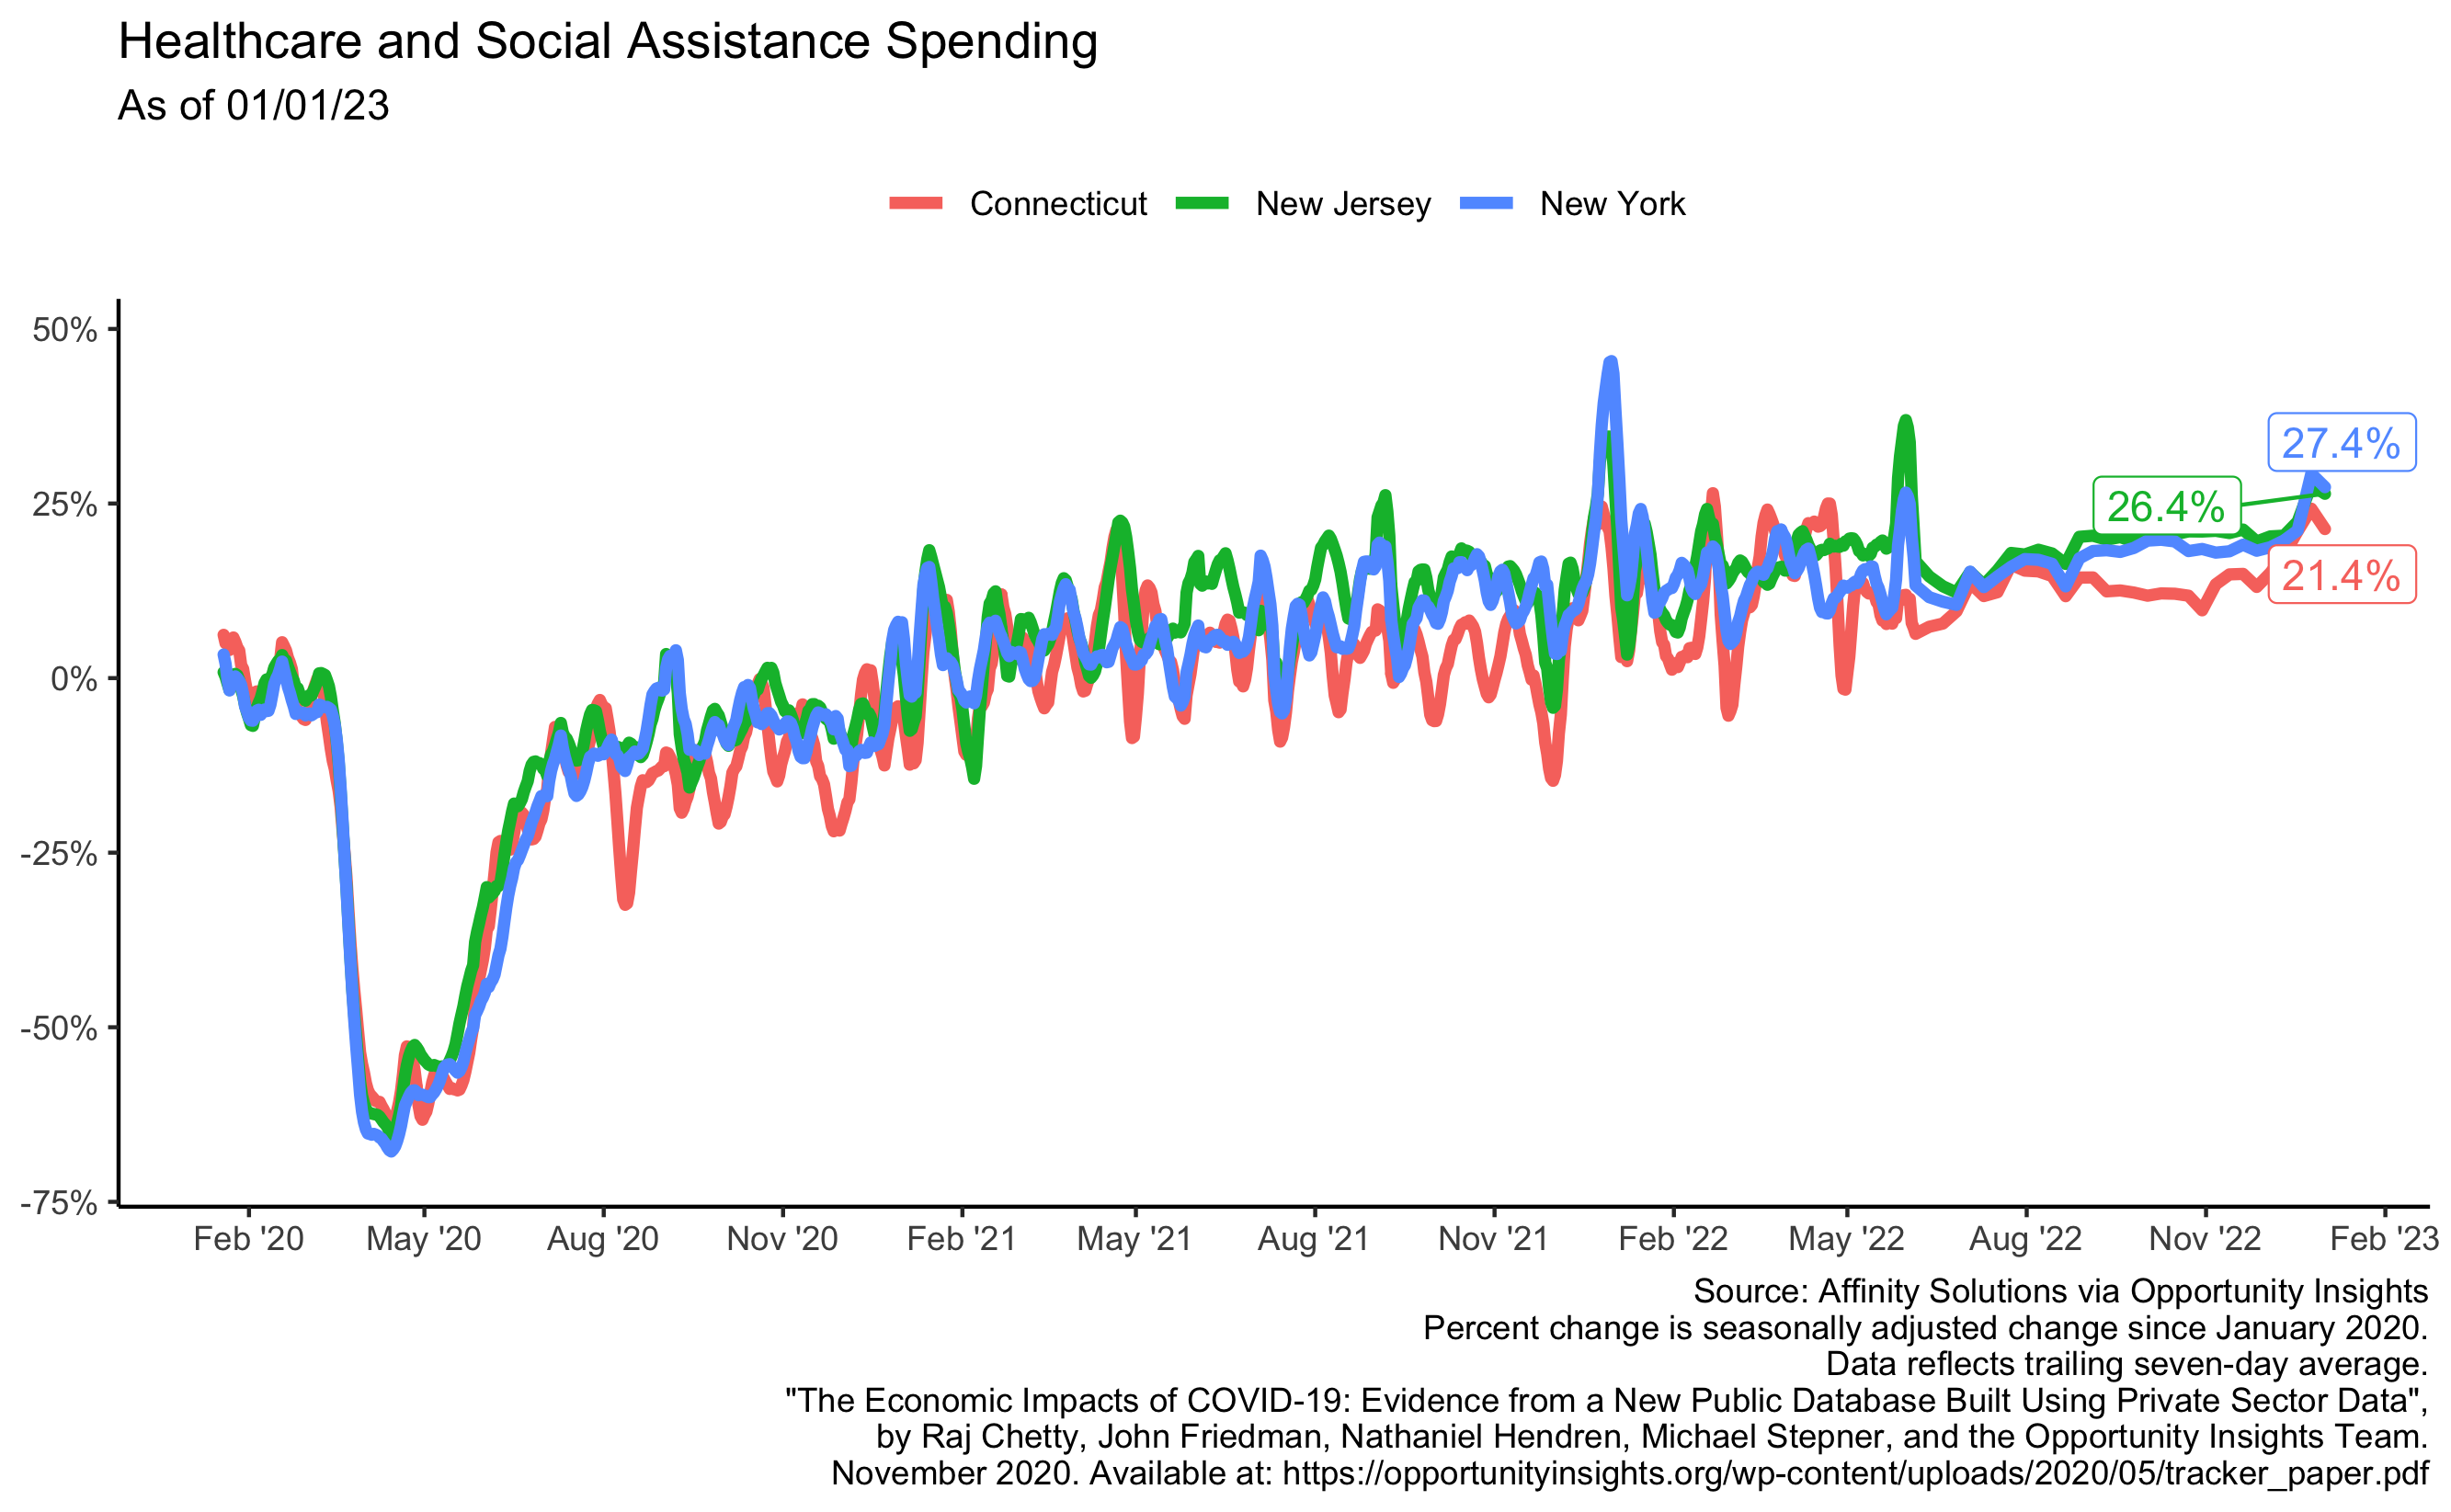 Healthcare and Social Assistance Spending
As of 01/01/23
Connecticut
New Jersey
New York
50%
25%
0%
-25%
-50%
-75%
27.4%
26.4%
21.4%
Feb '20
May '20
Aug '20
Nov '20
Feb '21
May '21
Aug '21
Nov '21
Feb '22
May '22
Aug '22
Nov '22
Feb '23
Source: Affinity Solutions via Opportunity Insights
Percent change is seasonally adjusted change since January 2020.
Data reflects trailing seven-day average.
"The Economic Impacts of COVID-19: Evidence from a New Public Database Built Using Private Sector Data",
by Raj Chetty, John Friedman, Nathaniel Hendren, Michael Stepner, and the Opportunity Insights Team.
November 2020. Available at: https://opportunityinsights.org/wp-content/uploads/2020/05/tracker_paper.pdf